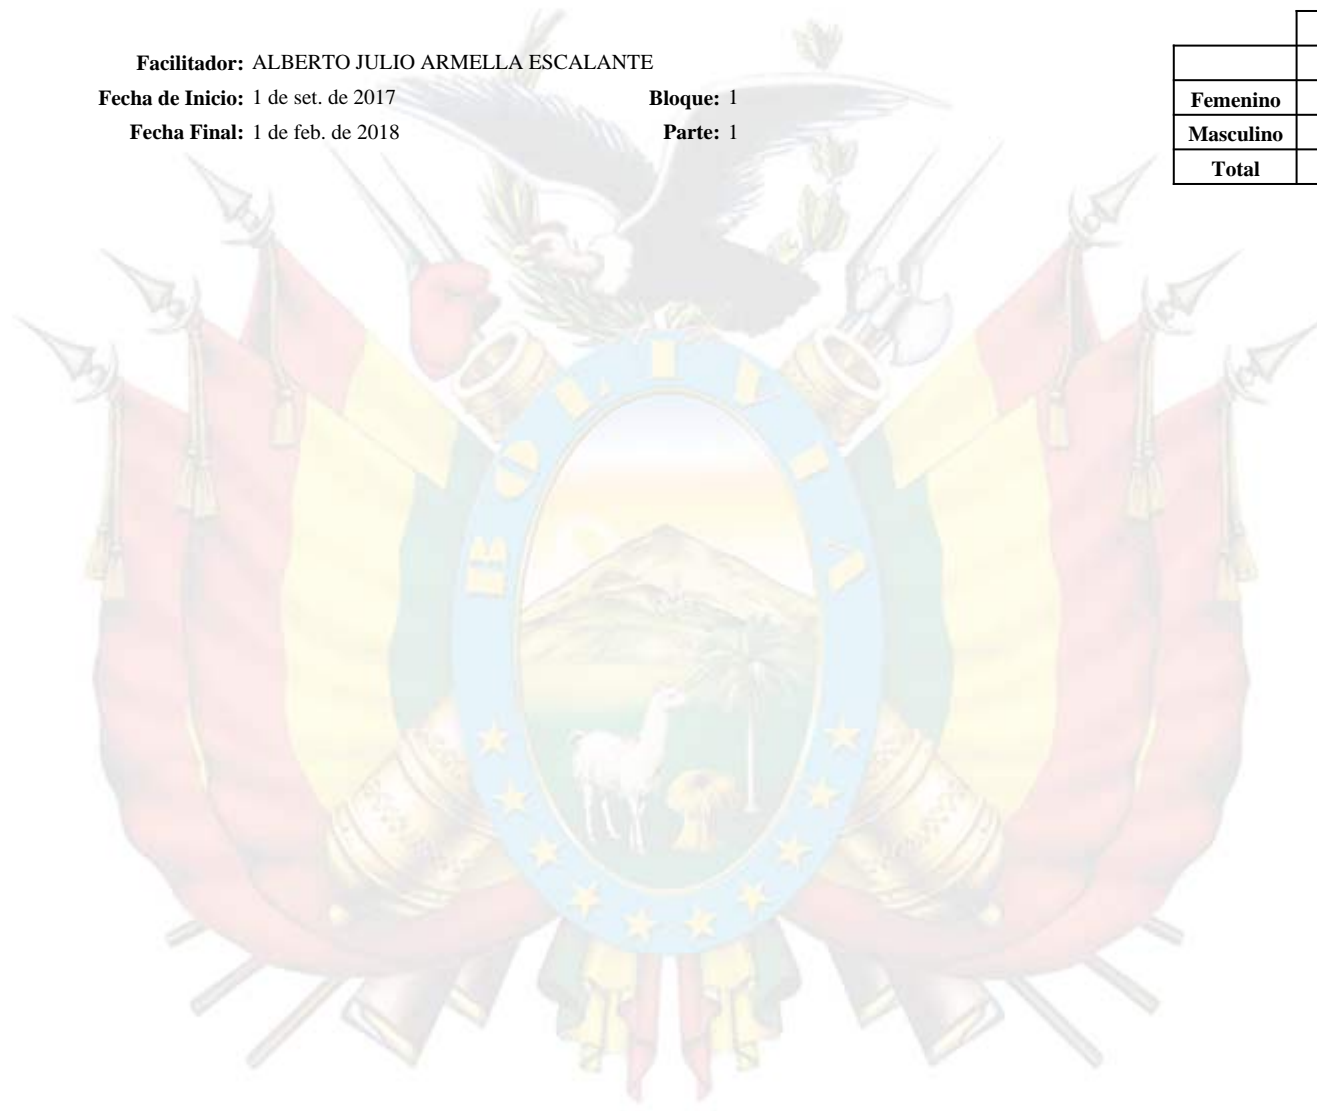 Facilitador: ALBERTO JULIO ARMELLA ESCALANTE
Fecha de Inicio: 1 de set. de 2017 Bloque: 1
Fecha Final: 1 de feb. de 2018 Parte: 1
Femenino
Masculino
Total
BOLIVIA